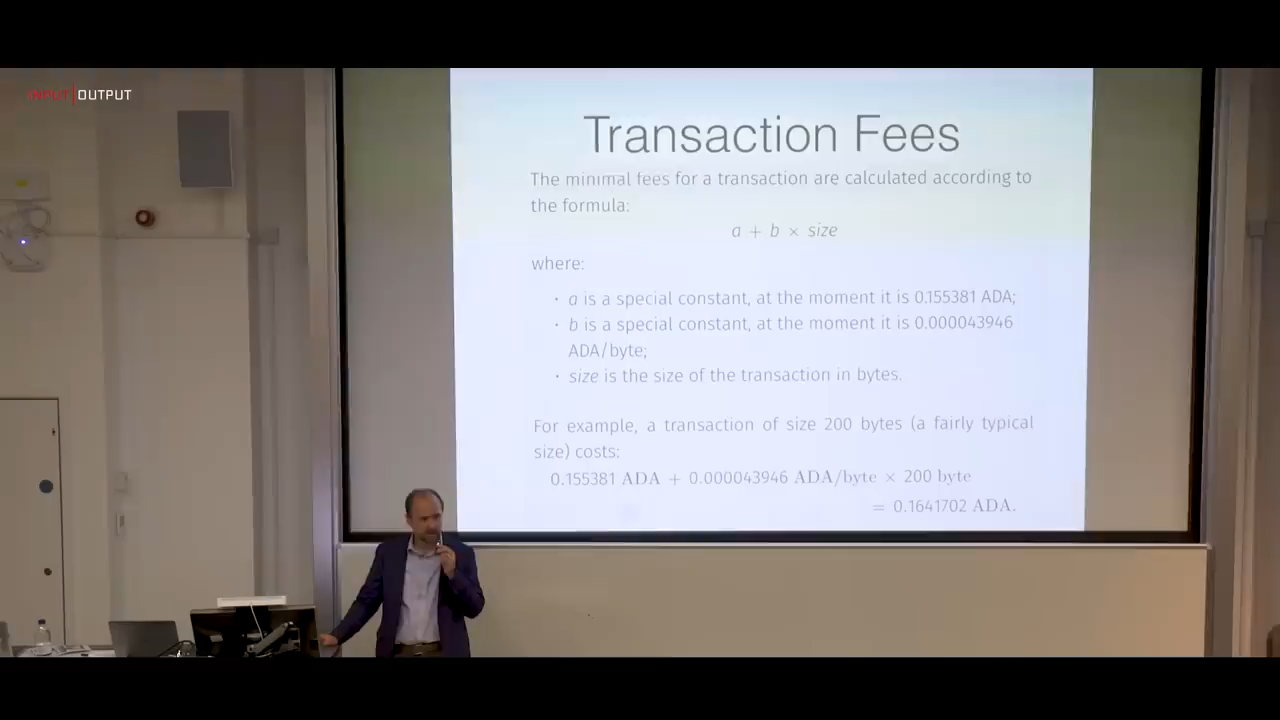 INPUT|OUTPUT
Transaction Fees
The minimal fees for a transaction are calculated according to
the formula:
a + b × size
where:
· a is a special constant, at the moment it is 0.155381 ADA;
· b is a special constant, at the moment it is 0.000043946
ADA/byte;
· size is the size of the transaction in bytes.
For example, a transaction of size 200 bytes (a fairly typical
size) costs:
0.155381 ADA + 0.000043946 ADA/byte × 200 byte
= 0.1641702 ADA.